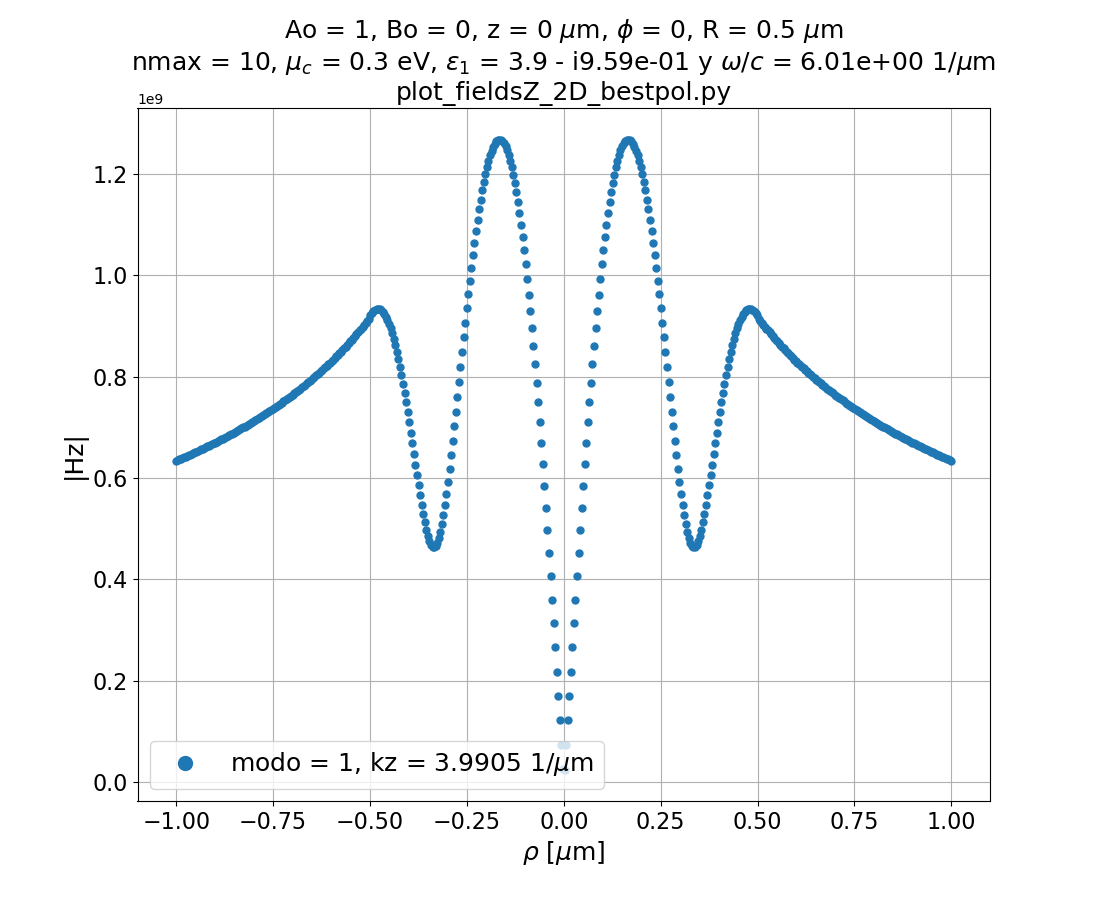 Ao = 1, Bo = 0, z = 0 μm, ϕ = 0, R = 0.5 μm
nmax = 10, μc = 0.3 eV, ε1 = 3.9 - i9.59e-01 y ω/c = 6.01e+00 1/μm
plot_fieldsZ_2D_bestpol.py
1e9
1.2
1.0
0.8
0.6
0.4
0.2
0.0
|Hz|
modo = 1, kz = 3.9905 1/μm
−1.00 −0.75 −0.50 −0.25 0.00 0.25 0.50 0.75 1.00
ρ [μm]